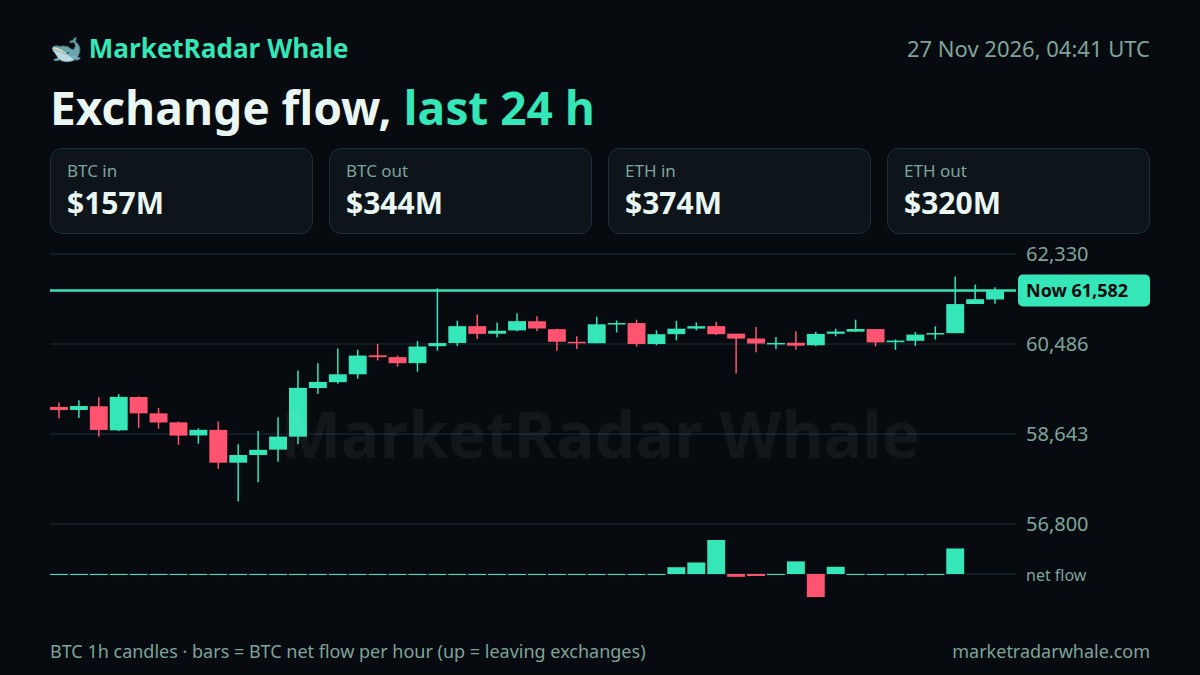 🐳 MarketRadar Whale
27 Nov 2026, 04:41 UTC
Exchange flow, last 24 h
BTC in
$157M
BTC out
$344M
ETH in
$374M
ETH out
$320M
62,330
Now 61,582
60,486
MarketRadar Whale
58,643
56,800
net flow
BTC 1h candles · bars = BTC net flow per hour (up = leaving exchanges)
marketradarwhale.com